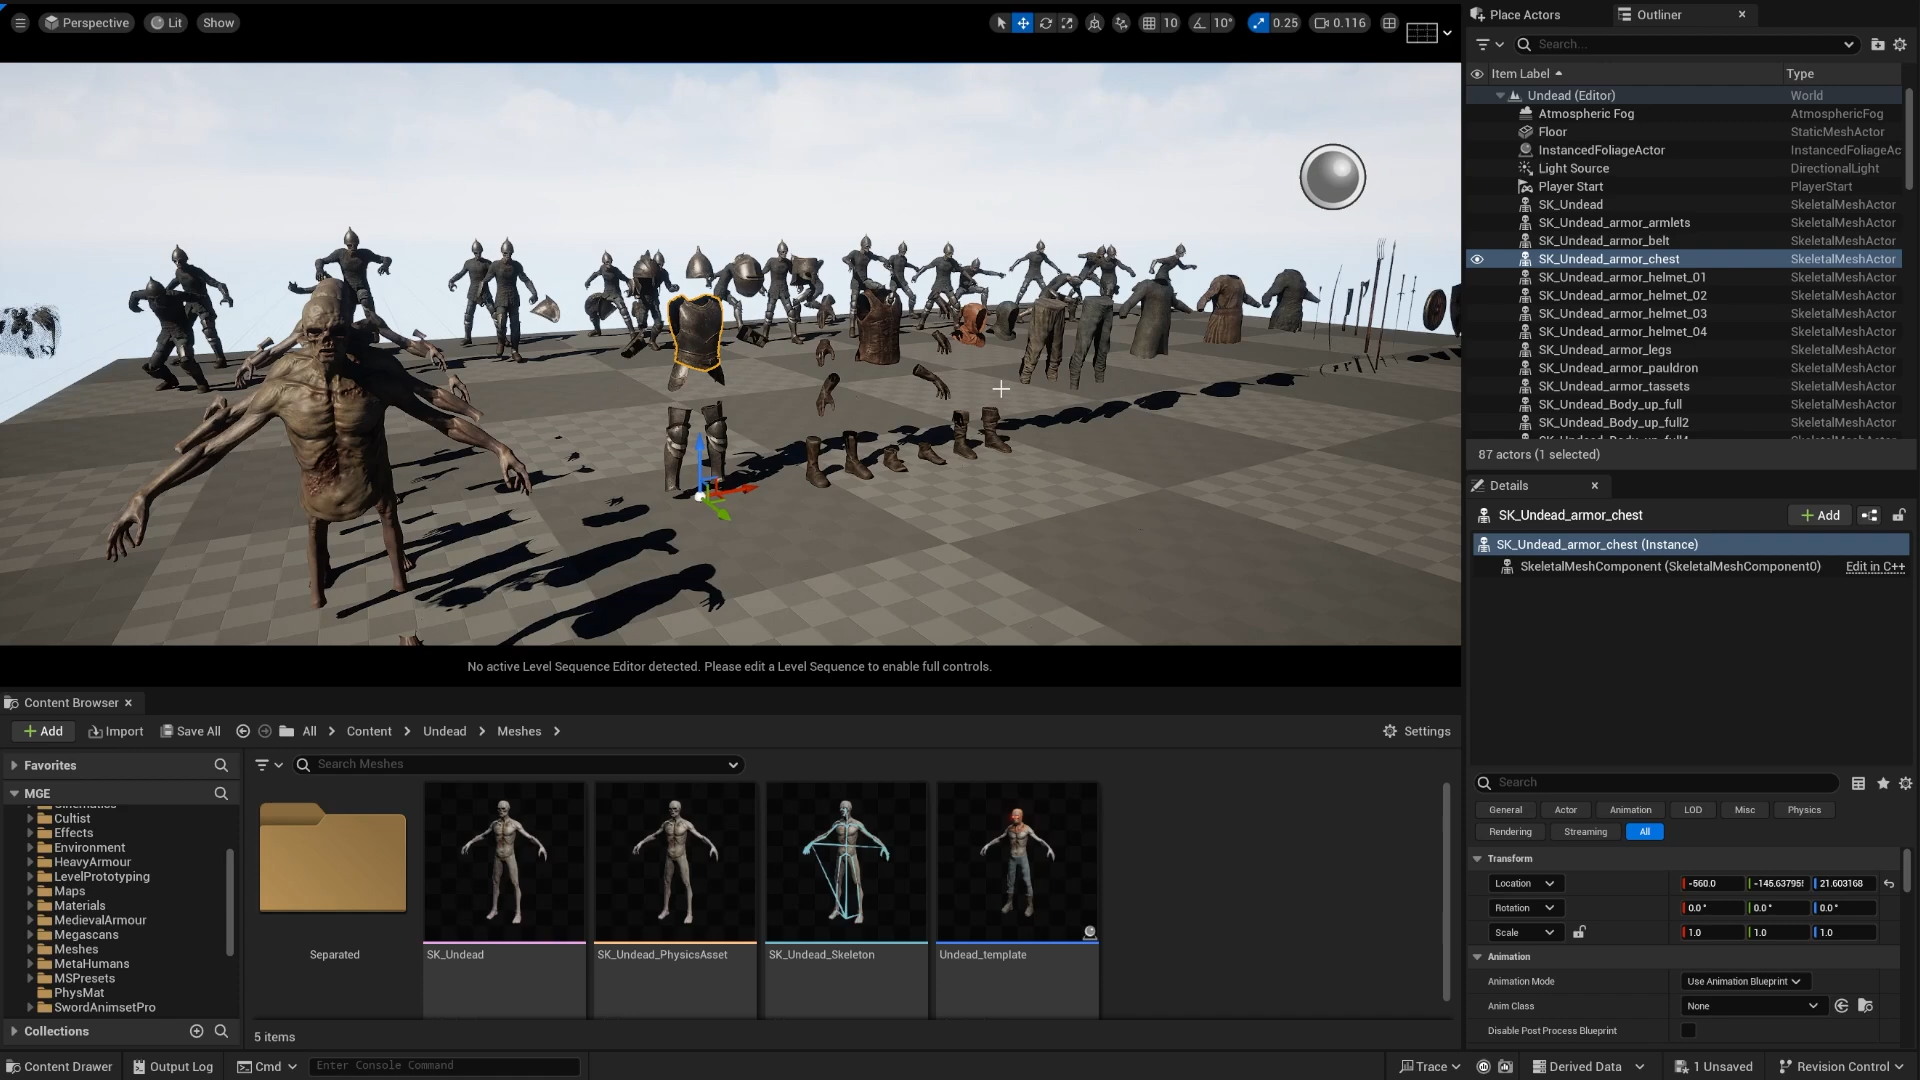 Perspective Lit Show 10 10° 0.25 0.116
No active Level Sequence Editor detected. Please edit a Level Sequence to enable full controls.
Place Actors Outliner
Search...
Item Label Type
Undead (Editor) World
Atmospheric Fog AtmosphericFog
Floor StaticMeshActor
InstancedFoliageActor InstancedFoliageAc
Light Source DirectionalLight
Player Start PlayerStart
SK_Undead SkeletalMeshActor
SK_Undead_armor_armlets SkeletalMeshActor
SK_Undead_armor_belt SkeletalMeshActor
SK_Undead_armor_chest SkeletalMeshActor
SK_Undead_armor_helmet_01 SkeletalMeshActor
SK_Undead_armor_helmet_02 SkeletalMeshActor
SK_Undead_armor_helmet_03 SkeletalMeshActor
SK_Undead_armor_helmet_04 SkeletalMeshActor
SK_Undead_armor_legs SkeletalMeshActor
SK_Undead_armor_pauldron SkeletalMeshActor
SK_Undead_armor_tassets SkeletalMeshActor
SK_Undead_Body_up_full SkeletalMeshActor
SK_Undead_Body_up_full2 SkeletalMeshActor
87 actors (1 selected)
Details
SK_Undead_armor_chest Add
SK_Undead_armor_chest (Instance)
SkeletalMeshComponent (SkeletalMeshComponent0) Edit in C++
Search
General Actor Animation LOD Misc Physics
Rendering Streaming All
Transform
Location -560.0 -145.63795 21.603168
Rotation 0.0° 0.0° 0.0°
Scale 1.0 1.0 1.0
Animation
Animation Mode Use Animation Blueprint
Anim Class None
Disable Post Process Blueprint
Content Browser
Add Import Save All All Content Undead Meshes Settings
Favorites
MGE
Cinematics
Cultist
Effects
Environment
HeavyArmour
LevelPrototyping
Maps
Materials
MedievalArmour
Megascans
Meshes
MetaHumans
MSPresets
PhysMat
SwordAnimsetPro
Collections
Search Meshes
Separated
SK_Undead
SK_Undead_PhysicsAsset
SK_Undead_Skeleton
Undead_template
5 items
Content Drawer Output Log Cmd Enter Console Command Trace Derived Data 1 Unsaved Revision Control